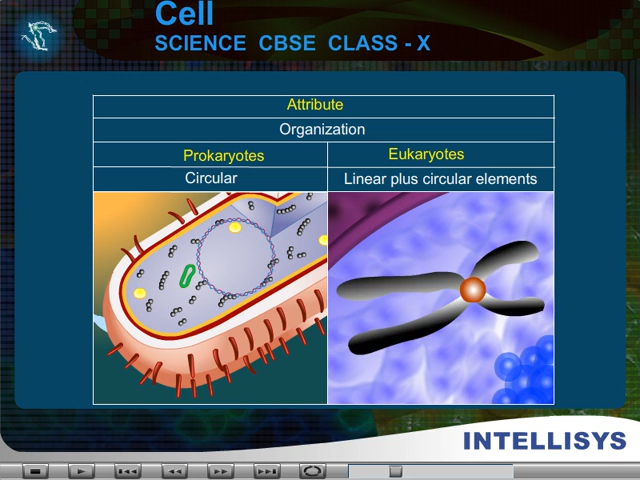 Cell
SCIENCE CBSE CLASS - X
Attribute
Organization
Prokaryotes Eukaryotes
Circular Linear plus circular elements
INTELLISYS